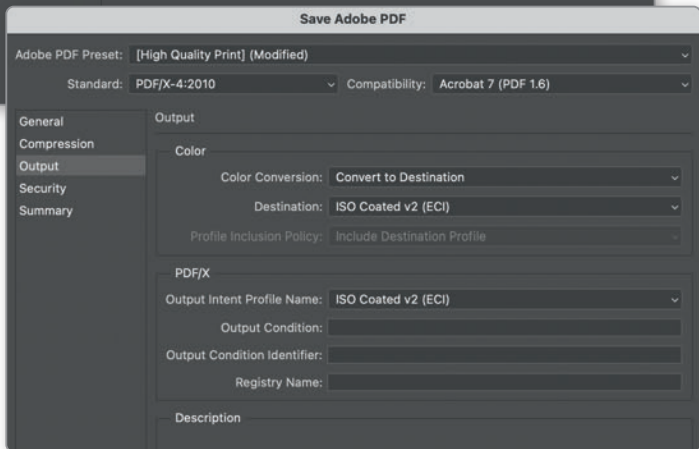 Save Adobe PDF
Adobe PDF Preset: [High Quality Print] (Modified)
Standard: PDF/X-4:2010 Compatibility: Acrobat 7 (PDF 1.6)
General
Compression
Output
Security
Summary
Output
Color
Color Conversion: Convert to Destination
Destination: ISO Coated v2 (ECI)
Profile Inclusion Policy: Include Destination Profile
PDF/X
Output Intent Profile Name: ISO Coated v2 (ECI)
Output Condition:
Output Condition Identifier:
Registry Name:
Description